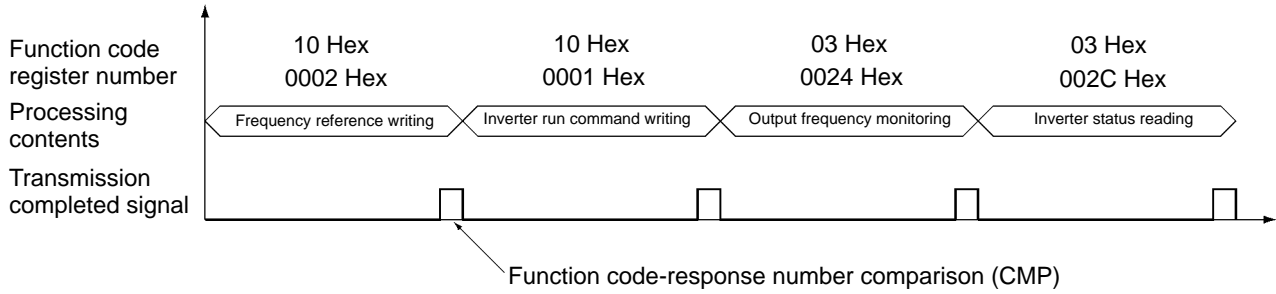 Function code
register number
10 Hex
0002 Hex
10 Hex
0001 Hex
03 Hex
0024 Hex
03 Hex
002C Hex
Processing
contents
Frequency reference writing
Inverter run command writing
Output frequency monitoring
Inverter status reading
Transmission
completed signal
Function code-response number comparison (CMP)